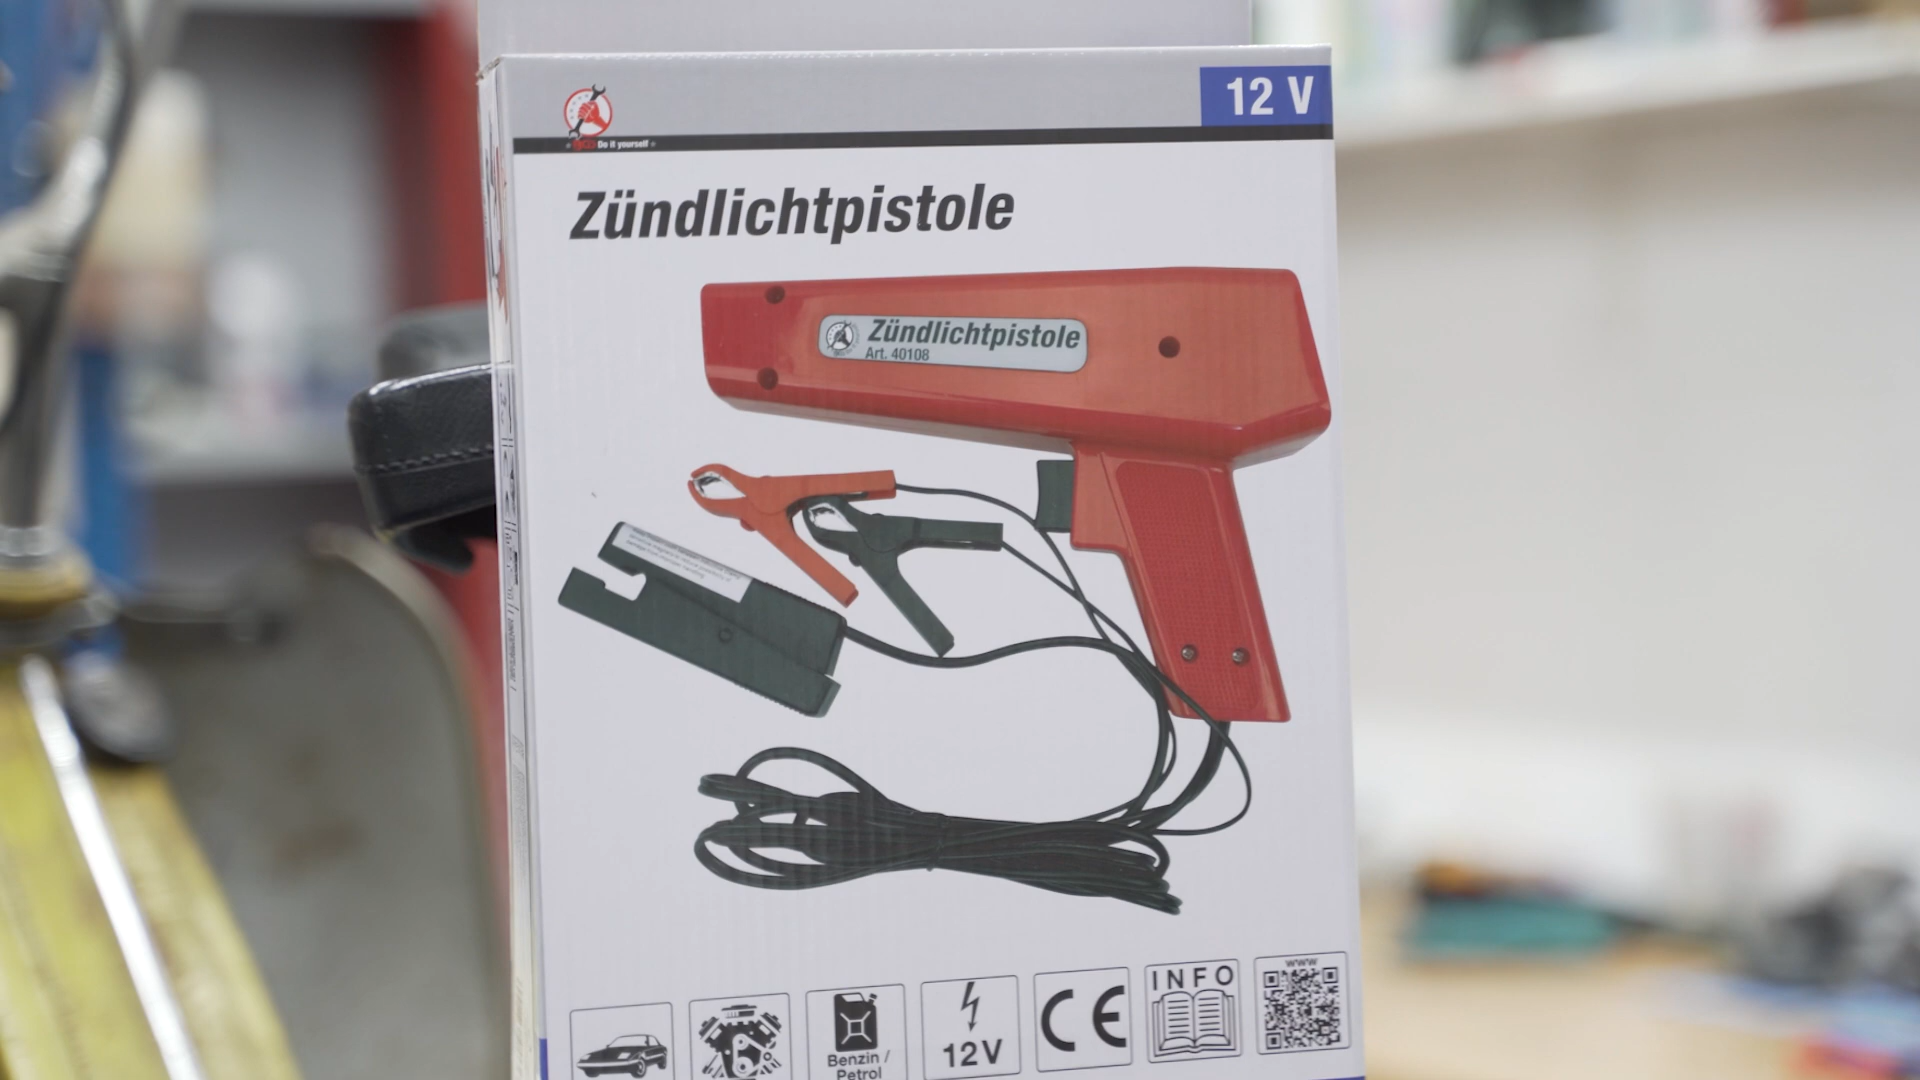 12 V
Do it yourself
Zündlichtpistole
Zündlichtpistole
Art. 40108
Benzin /
Petrol
12V
CE
INFO
WWW